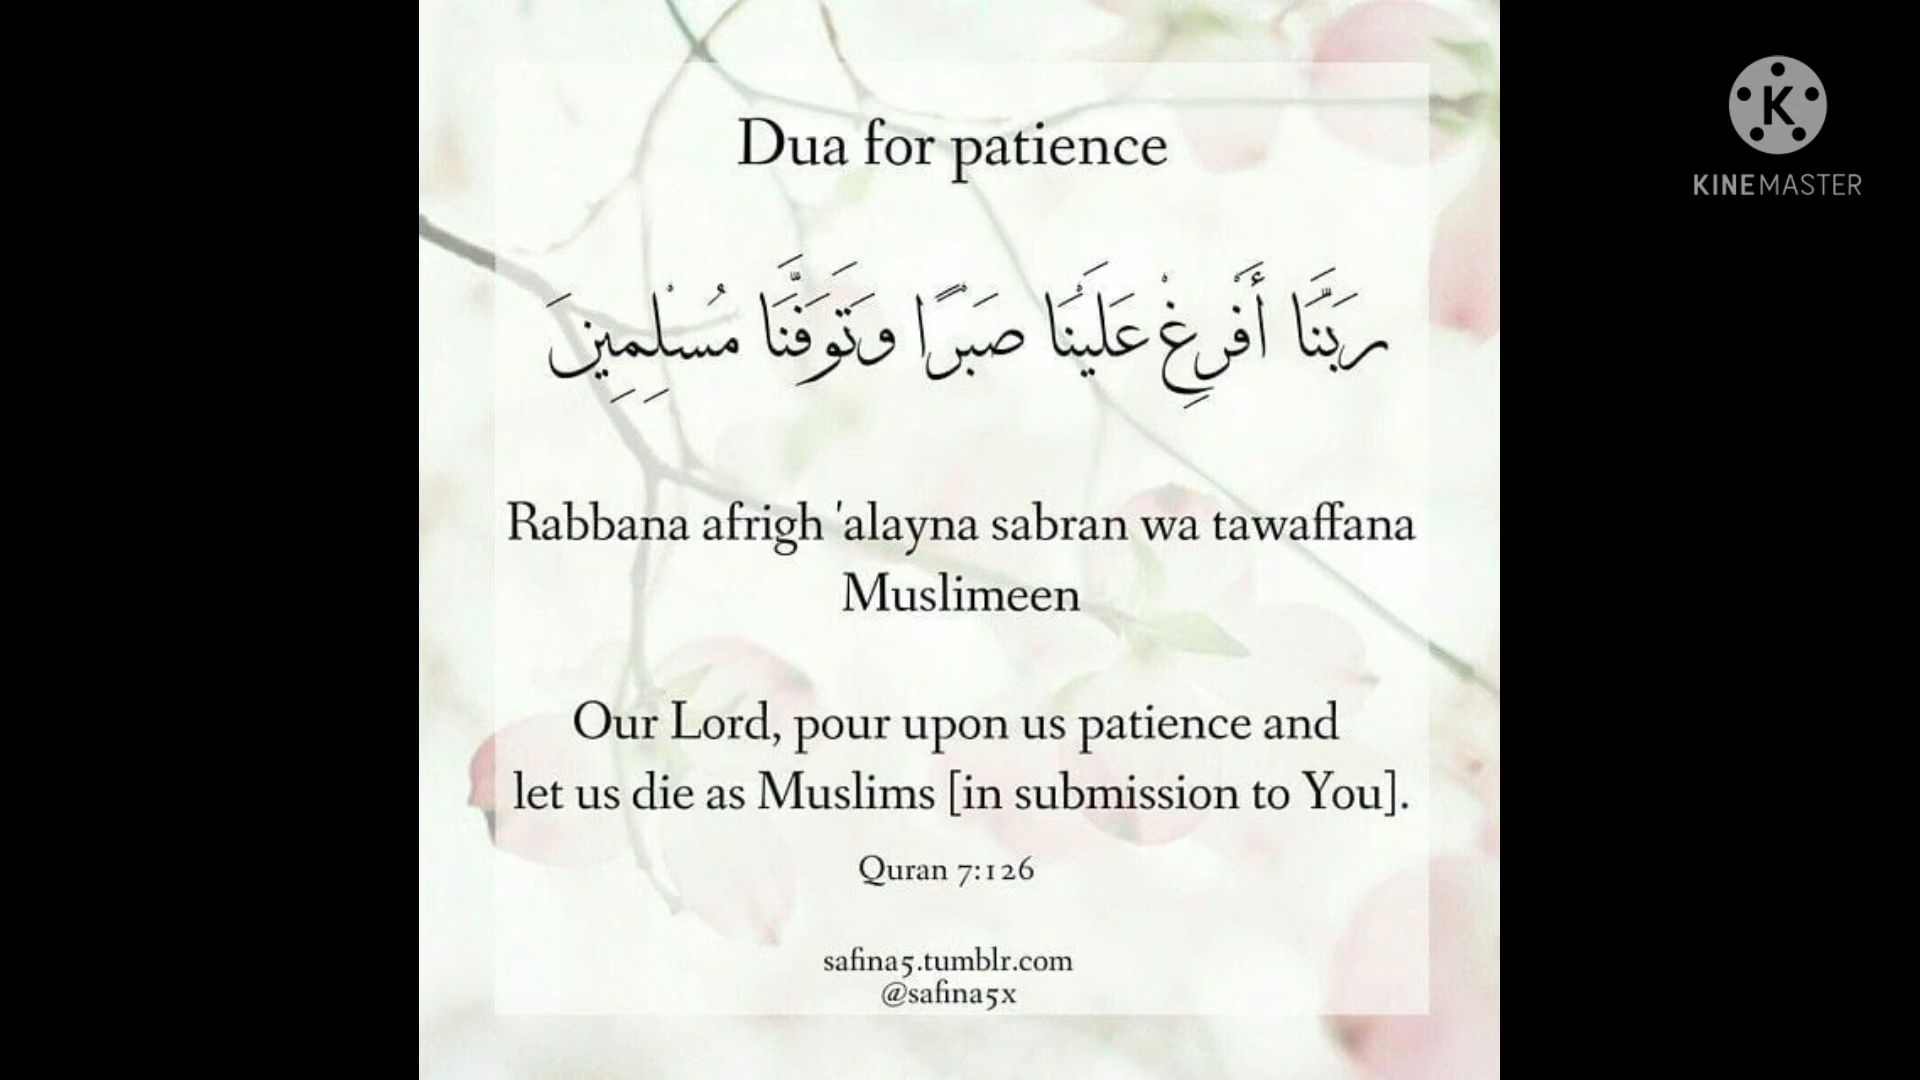 Dua for patience
رَبَّنَا أَفْرِغْ عَلَيْنَا صَبْرًا وَتَوَفَّنَا مُسْلِمِينَ
Rabbana afrigh 'alayna sabran wa tawaffana
Muslimeen
Our Lord, pour upon us patience and
let us die as Muslims [in submission to You].
Quran 7:126
safina5.tumblr.com
@safina5x
K
KINEMASTER